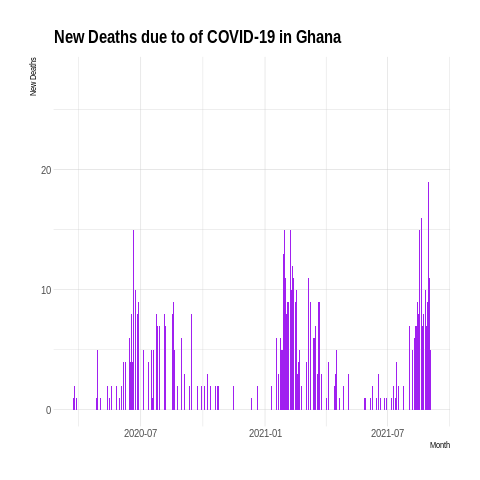 New Deaths due to of COVID-19 in Ghana
New Deaths
20
10
0
2020-07
2021-01
2021-07
Month